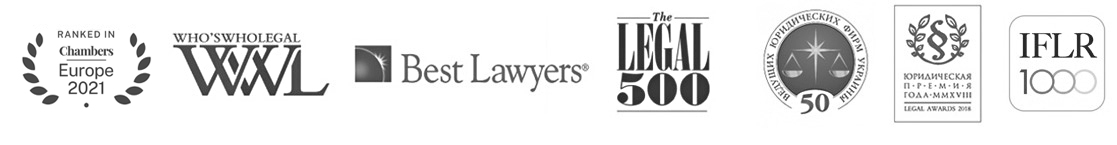 RANKED IN
Chambers
Europe
2021
WHO'SWHOLEGAL
WWL
Best Lawyers®
The
LEGAL
500
ВЕДУЩИХ ЮРИДИЧЕСКИХ ФИРМ УКРАИНЫ
50
ЮРИДИЧЕСКАЯ
П·Р·Е·М·И·Я
ГОДА·MMXVIII
LEGAL AWARDS 2018
IFLR
1000